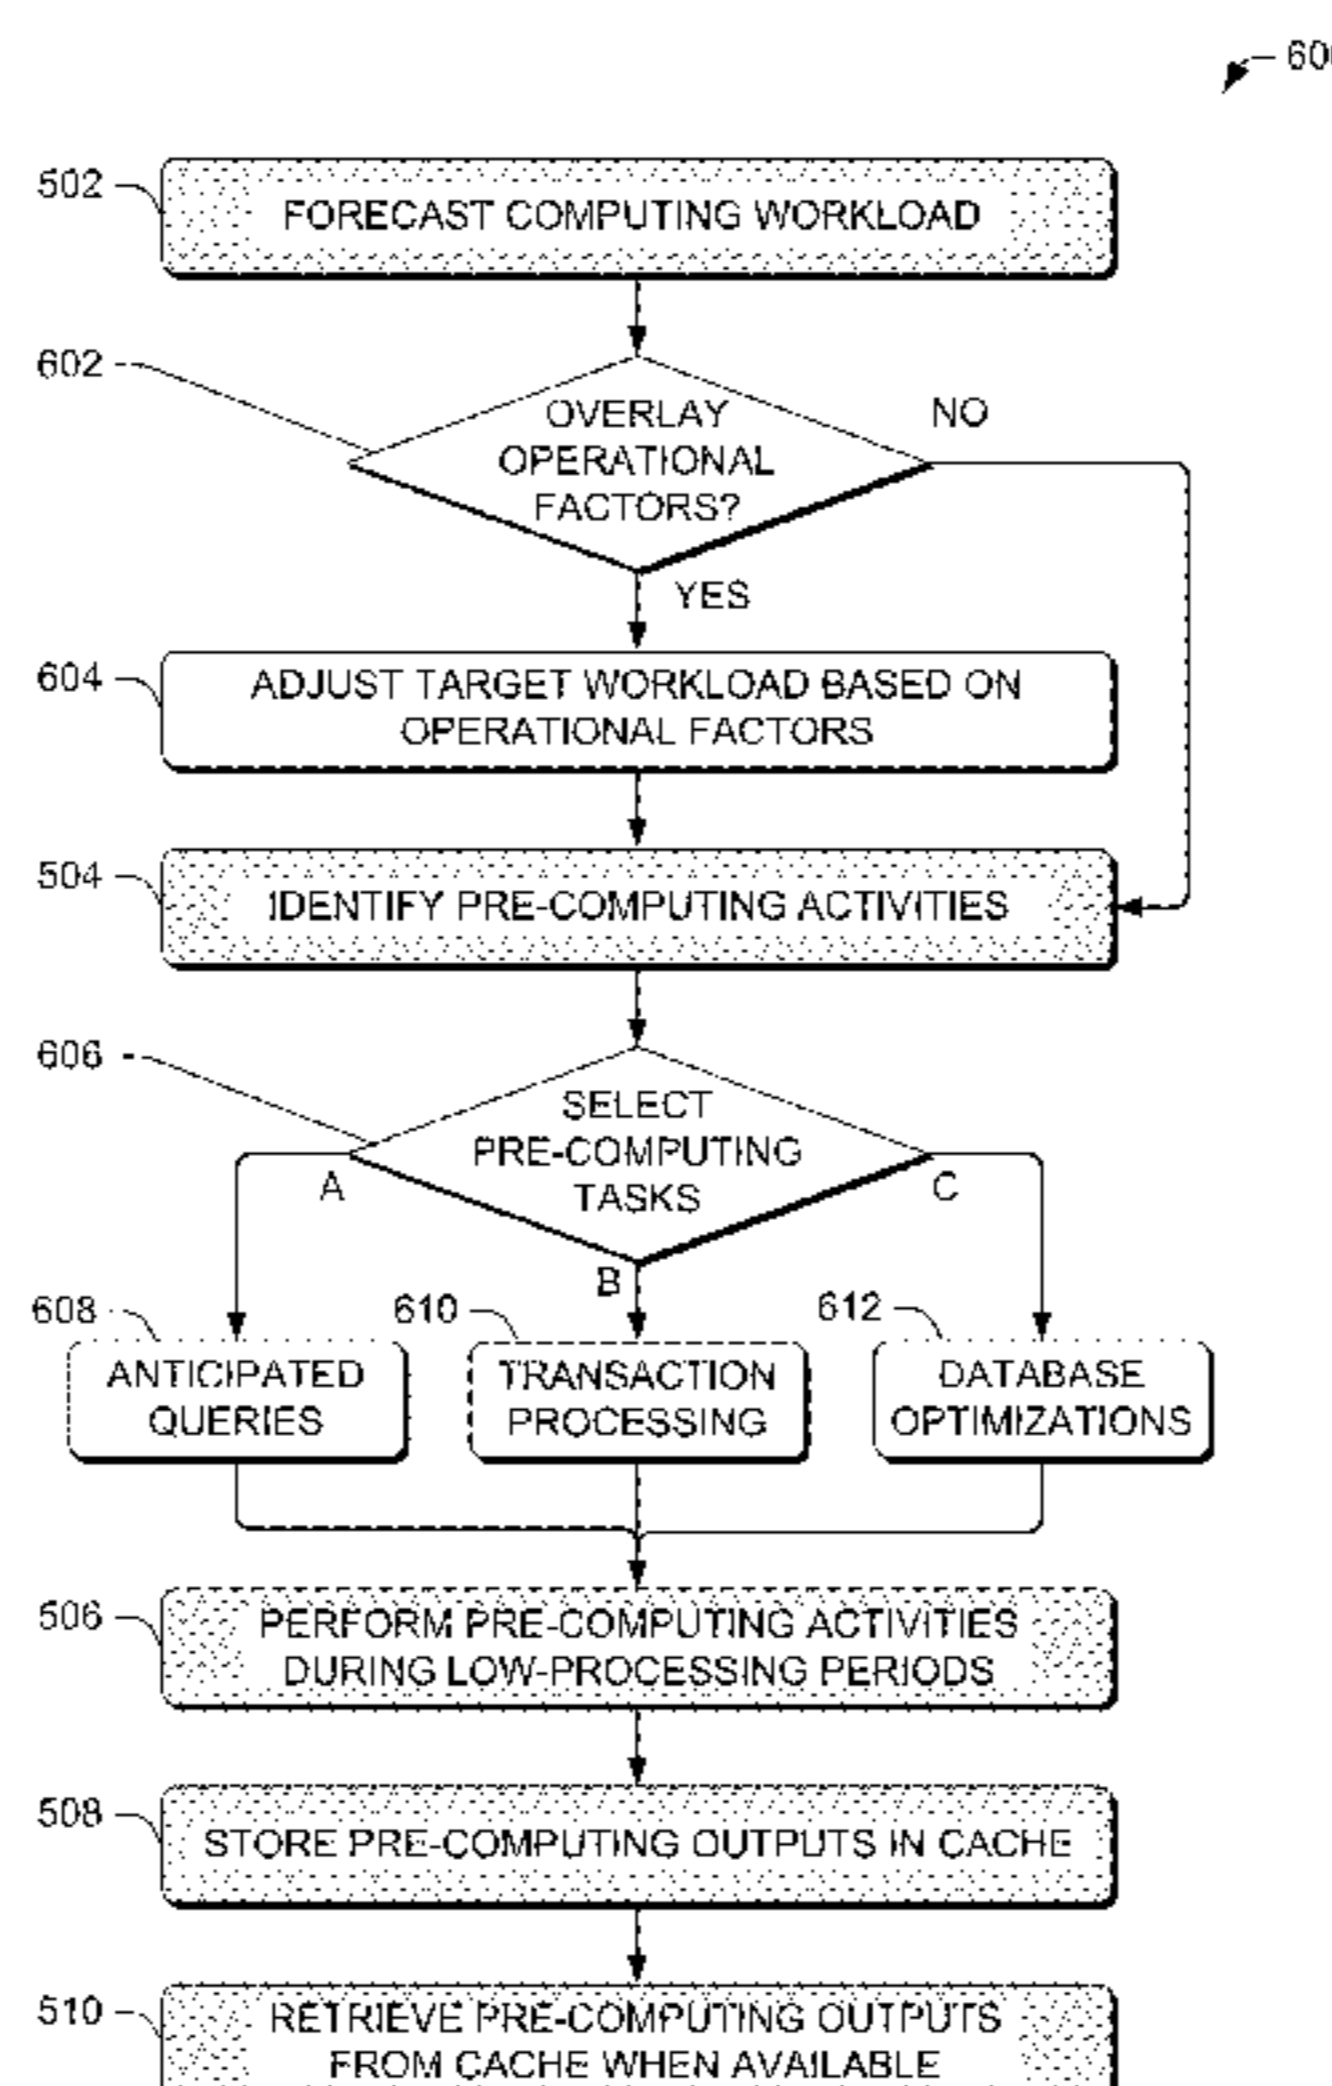 600
502
FORECAST COMPUTING WORKLOAD
602
OVERLAY
OPERATIONAL
FACTORS?
NO
YES
604
ADJUST TARGET WORKLOAD BASED ON
OPERATIONAL FACTORS
504
IDENTIFY PRE-COMPUTING ACTIVITIES
606
SELECT
PRE-COMPUTING
TASKS
A
B
C
608
ANTICIPATED
QUERIES
610
TRANSACTION
PROCESSING
612
DATABASE
OPTIMIZATIONS
506
PERFORM PRE-COMPUTING ACTIVITIES
DURING LOW-PROCESSING PERIODS
508
STORE PRE-COMPUTING OUTPUTS IN CACHE
510
RETRIEVE PRE-COMPUTING OUTPUTS
FROM CACHE WHEN AVAILABLE